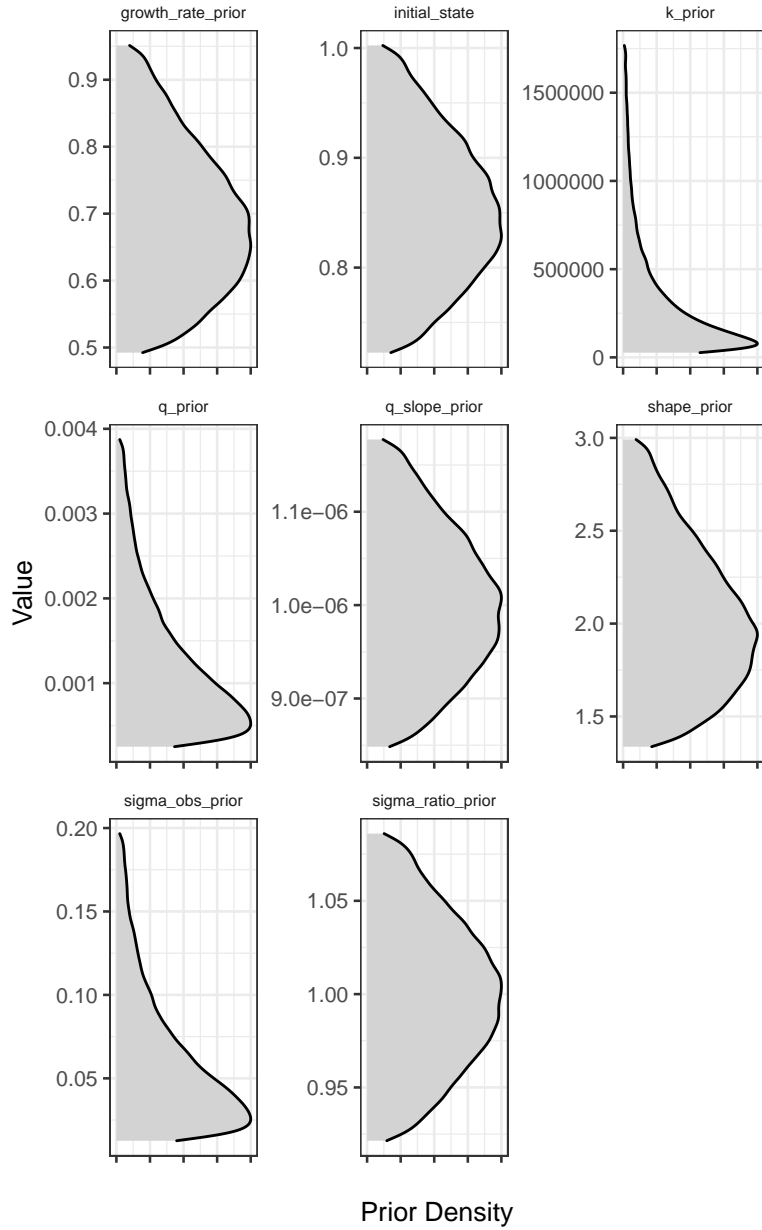 growth_rate_prior
initial_state
k_prior
0.9
0.8
0.7
0.6
0.5
1.0
0.9
0.8
1500000
1000000
500000
0
q_prior
q_slope_prior
shape_prior
0.004
0.003
0.002
0.001
1.1e-06
1.0e-06
9.0e-07
3.0
2.5
2.0
1.5
Value
sigma_obs_prior
sigma_ratio_prior
0.20
0.15
0.10
0.05
1.05
1.00
0.95
Prior Density